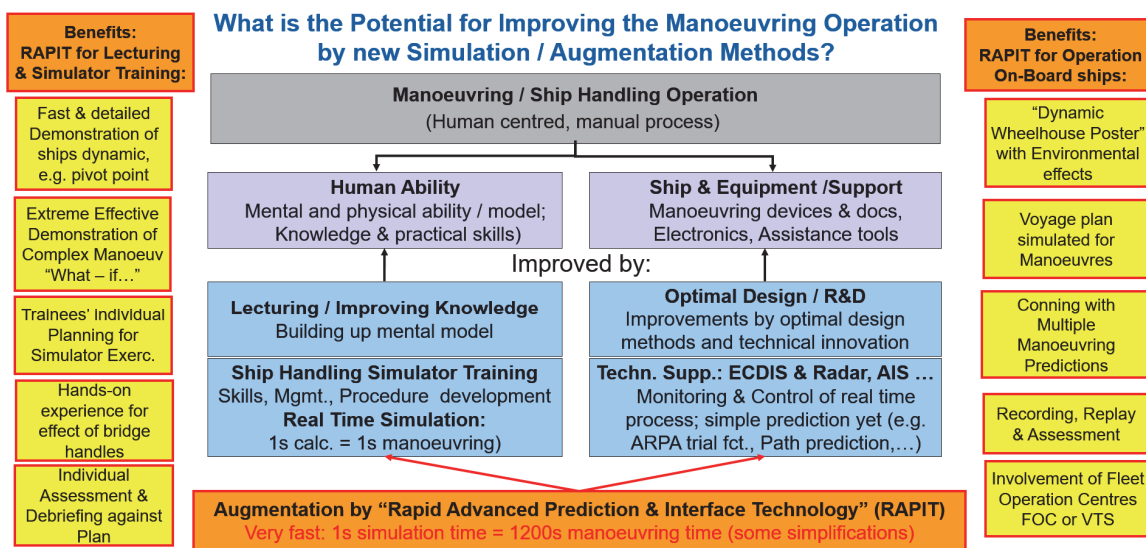 What is the Potential for Improving the Manoeuvring Operation
by new Simulation / Augmentation Methods?
Benefits:
RAPIT for Lecturing
& Simulator Training:
Fast & detailed
Demonstration of
ships dynamic,
e.g. pivot point
Extreme Effective
Demonstration of
Complex Manoeuv
“What – if…”
Trainees’ Individual
Planning for
Simulator Exerc.
Hands-on
experience for
effect of bridge
handles
Individual
Assessment &
Debriefing against
Plan
Manoeuvring / Ship Handling Operation
(Human centred, manual process)
Human Ability
Mental and physical ability / model;
Knowledge & practical skills)
Ship & Equipment /Support
Manoeuvring devices & docs,
Electronics, Assistance tools
Improved by:
Lecturing / Improving Knowledge
Building up mental model
Optimal Design / R&D
Improvements by optimal design
methods and technical innovation
Ship Handling Simulator Training
Skills, Mgmt., Procedure development
Real Time Simulation:
1s calc. = 1s manoeuvring)
Techn. Supp.: ECDIS & Radar, AIS …
Monitoring & Control of real time
process; simple prediction yet (e.g.
ARPA trial fct., Path prediction,…)
Augmentation by “Rapid Advanced Prediction & Interface Technology” (RAPIT)
Very fast: 1s simulation time = 1200s manoeuvring time (some simplifications)
Benefits:
RAPIT for Operation
On-Board ships:
“Dynamic
Wheelhouse Poster”
with Environmental
effects
Voyage plan
simulated for
Manoeuvres
Conning with
Multiple
Manoeuvring
Predictions
Recording, Replay
& Assessment
Involvement of Fleet
Operation Centres
FOC or VTS